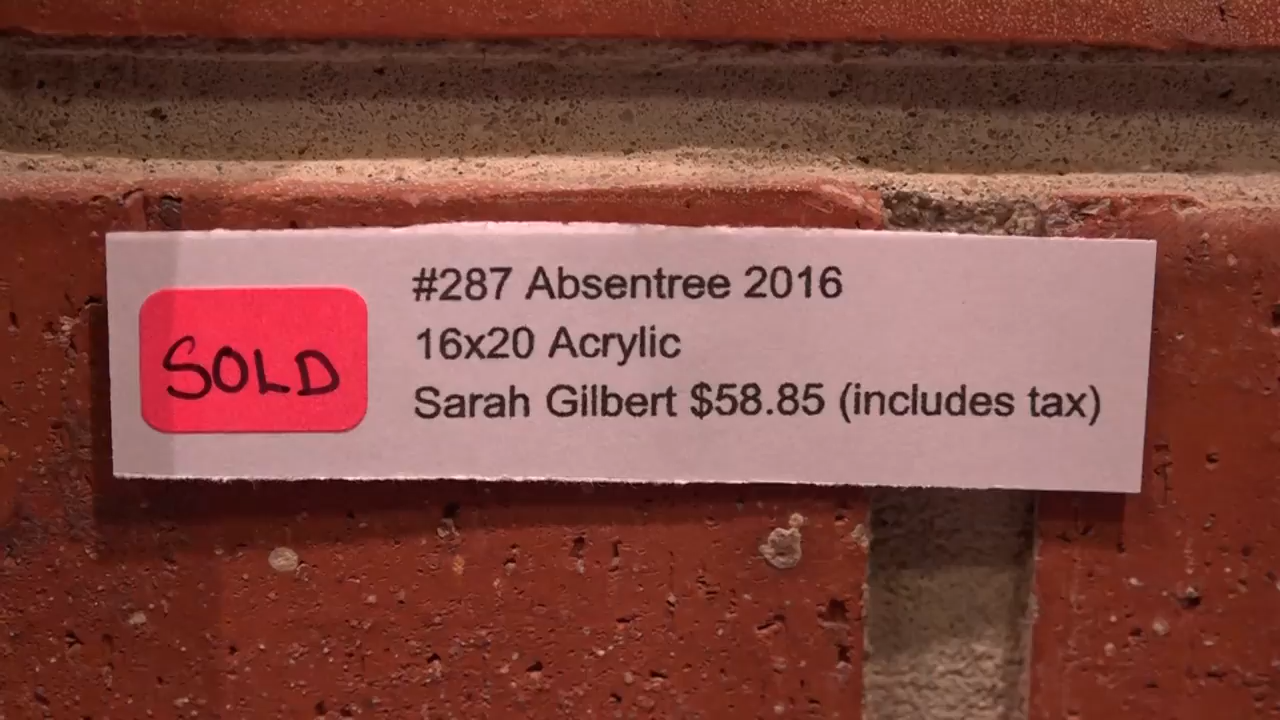 SOLD
#287 Absentree 2016
16x20 Acrylic
Sarah Gilbert $58.85 (includes tax)